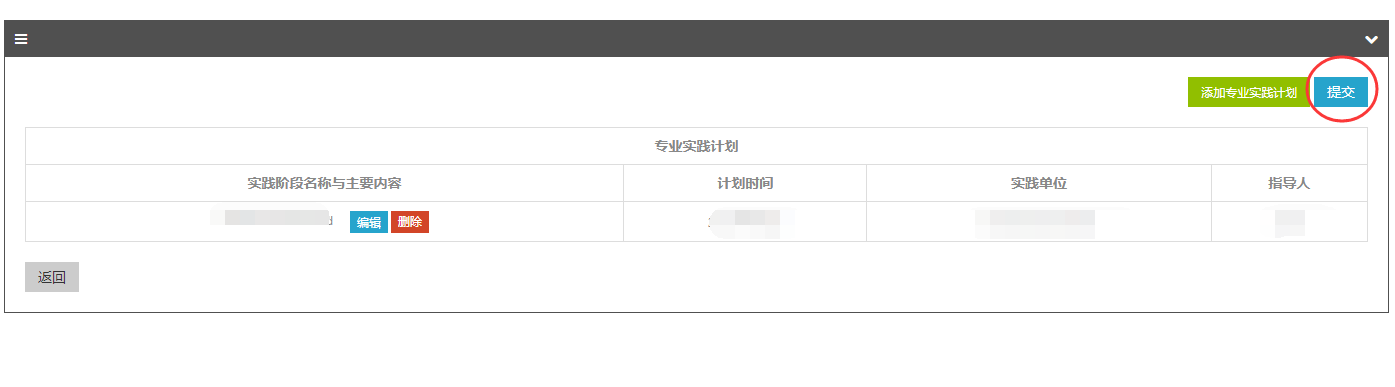 添加专业实践计划 提交
专业实践计划
实践阶段名称与主要内容 计划时间 实践单位 指导人
编辑 删除
返回